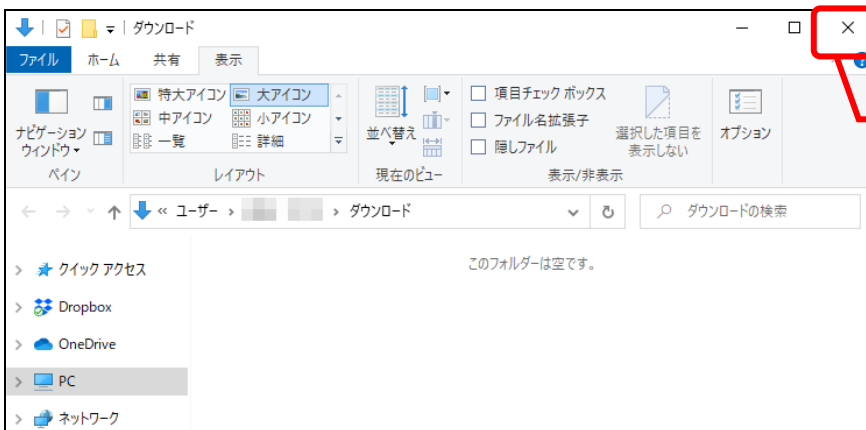 ダウンロード
ファイル ホーム 共有 表示
特大アイコン 大アイコン
中アイコン 小アイコン
一覧 詳細
ナビゲーション
ウィンドウ
並べ替え
項目チェック ボックス
ファイル名拡張子
隠しファイル
選択した項目を
表示しない
オプション
ペイン レイアウト 現在のビュー 表示/非表示
« ユーザー › › ダウンロード
ダウンロードの検索
このフォルダーは空です。
クイック アクセス
Dropbox
OneDrive
PC
ネットワーク